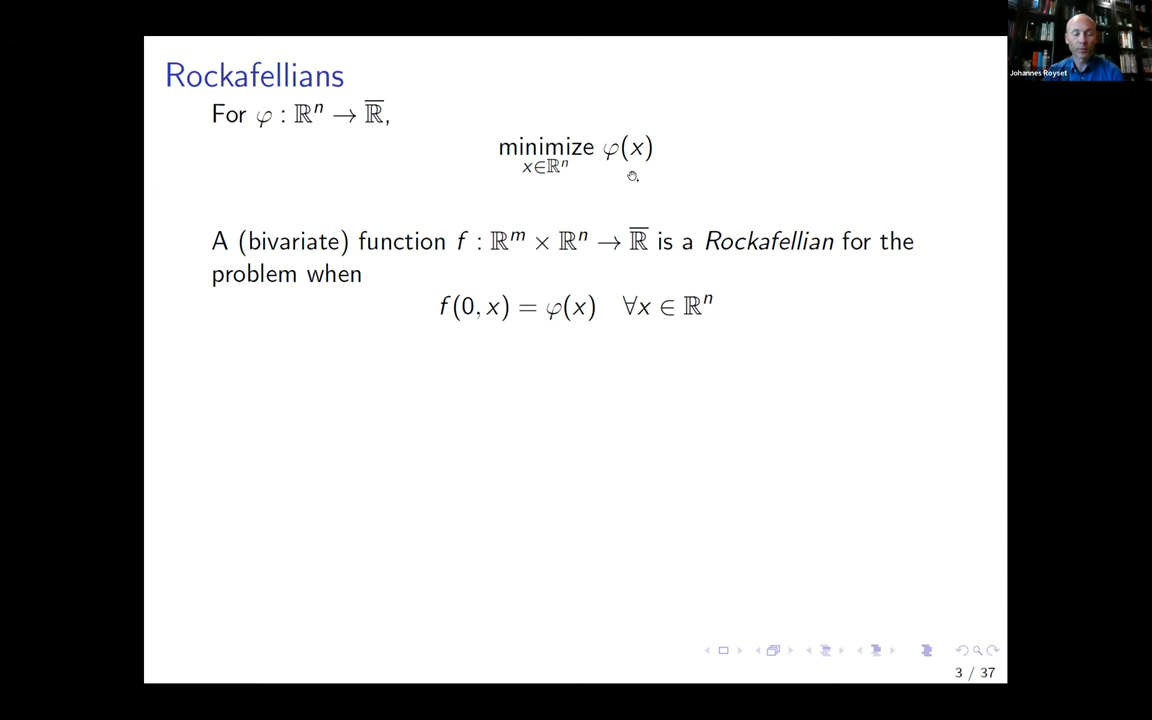 Rockafellians
For φ : ℝⁿ → ℝ̅,
minimize φ(x)
x∈ℝⁿ
A (bivariate) function f : ℝᵐ × ℝⁿ → ℝ̅ is a Rockafellian for the
problem when
f(0, x) = φ(x) ∀x ∈ ℝⁿ
3 / 37
Johannes Royset